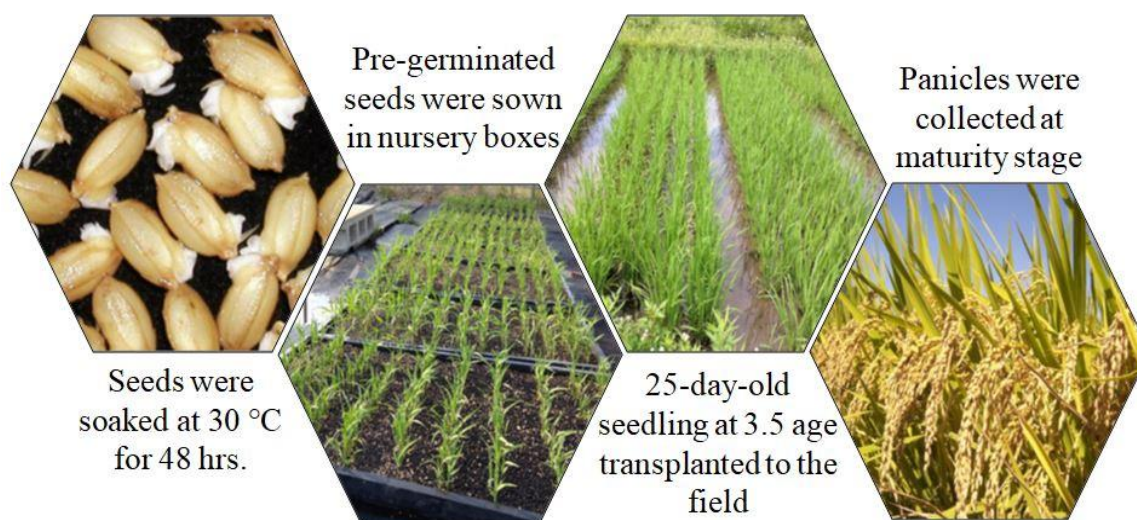 Seeds were
soaked at 30 °C
for 48 hrs.
Pre-germinated
seeds were sown
in nursery boxes
25-day-old
seedling at 3.5 age
transplanted to the
field
Panicles were
collected at
maturity stage